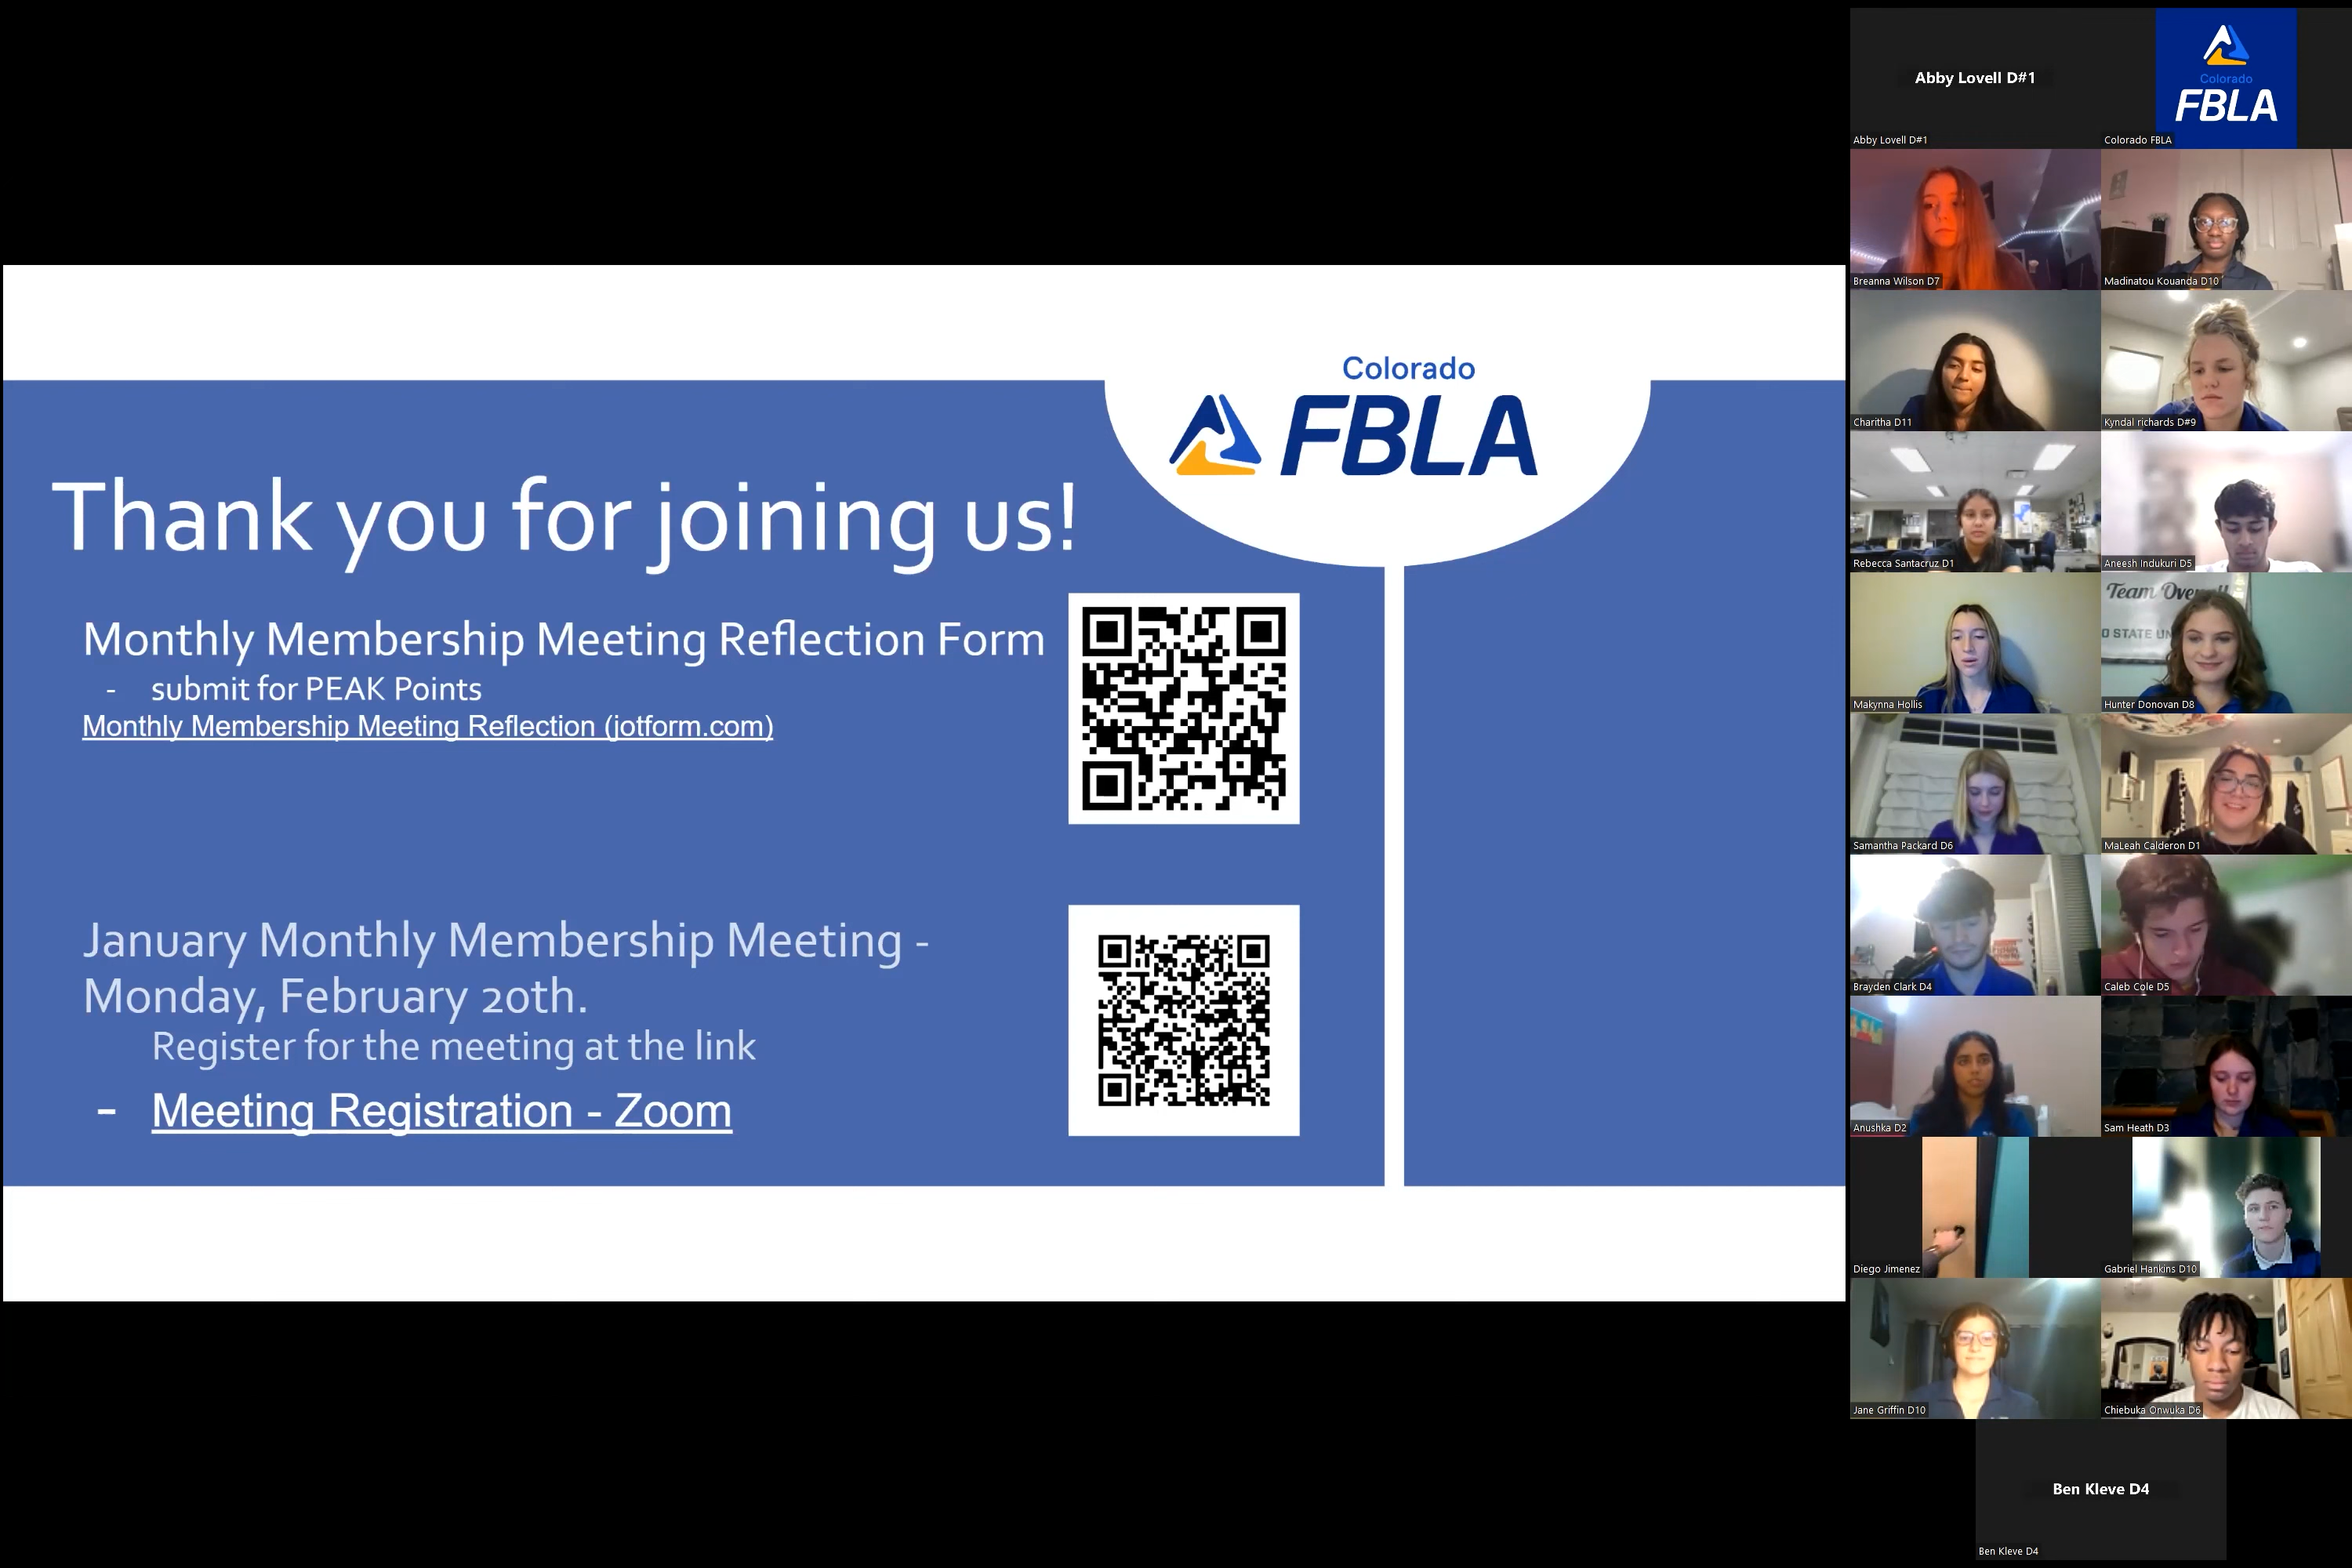 Colorado
FBLA
Thank you for joining us!
Monthly Membership Meeting Reflection Form
- submit for PEAK Points
Monthly Membership Meeting Reflection (jotform.com)
January Monthly Membership Meeting -
Monday, February 20th.
Register for the meeting at the link
- Meeting Registration - Zoom
Abby Lovell D#1
Abby Lovell D#1
Colorado
FBLA
Colorado FBLA
Breanna Wilson D7
Madinatou Kouanda D10
Charitha D11
Kyndal richards D#9
Rebecca Santacruz D1
Aneesh Indukuri D5
Makynna Hollis
Team
STATE
Hunter Donovan D8
Samantha Packard D6
MaLeah Calderon D1
Brayden Clark D4
Caleb Cole D5
Anushka D2
Sam Heath D3
Diego Jimenez
Gabriel Hankins D10
Jane Griffin D10
Chiebuka Onwuka D6
Ben Kleve D4
Ben Kleve D4